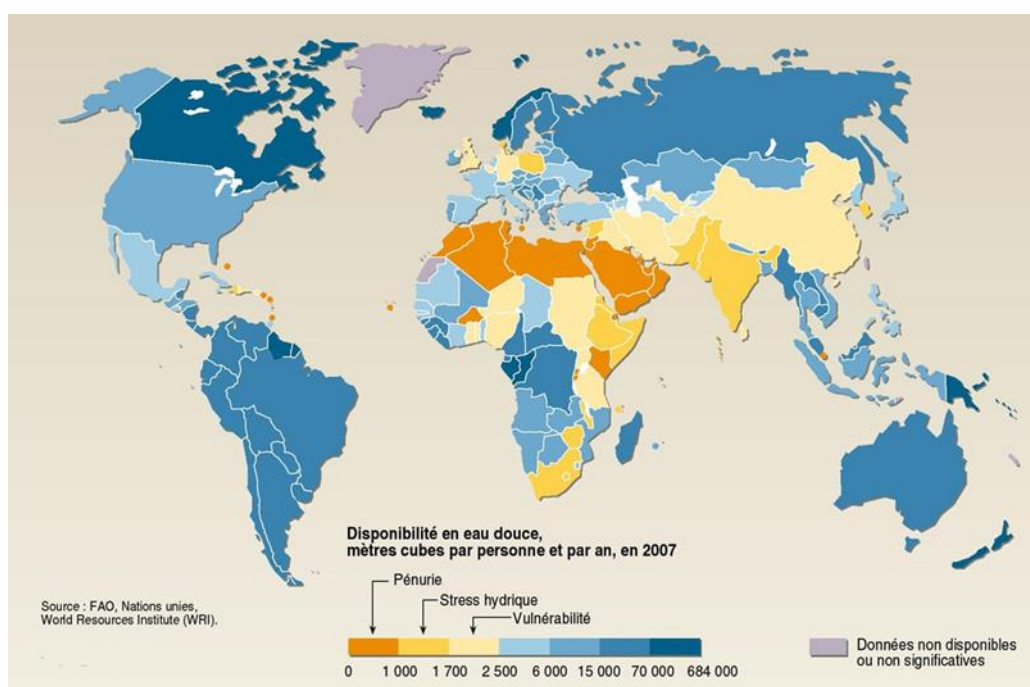 Disponibilité en eau douce,
mètres cubes par personne et par an, en 2007
Pénurie
Stress hydrique
Vulnérabilité
0 1 000 1 700 2 500 6 000 15 000 70 000 684 000
Source : FAO, Nations unies,
World Resources Institute (WRI).
Données non disponibles
ou non significatives